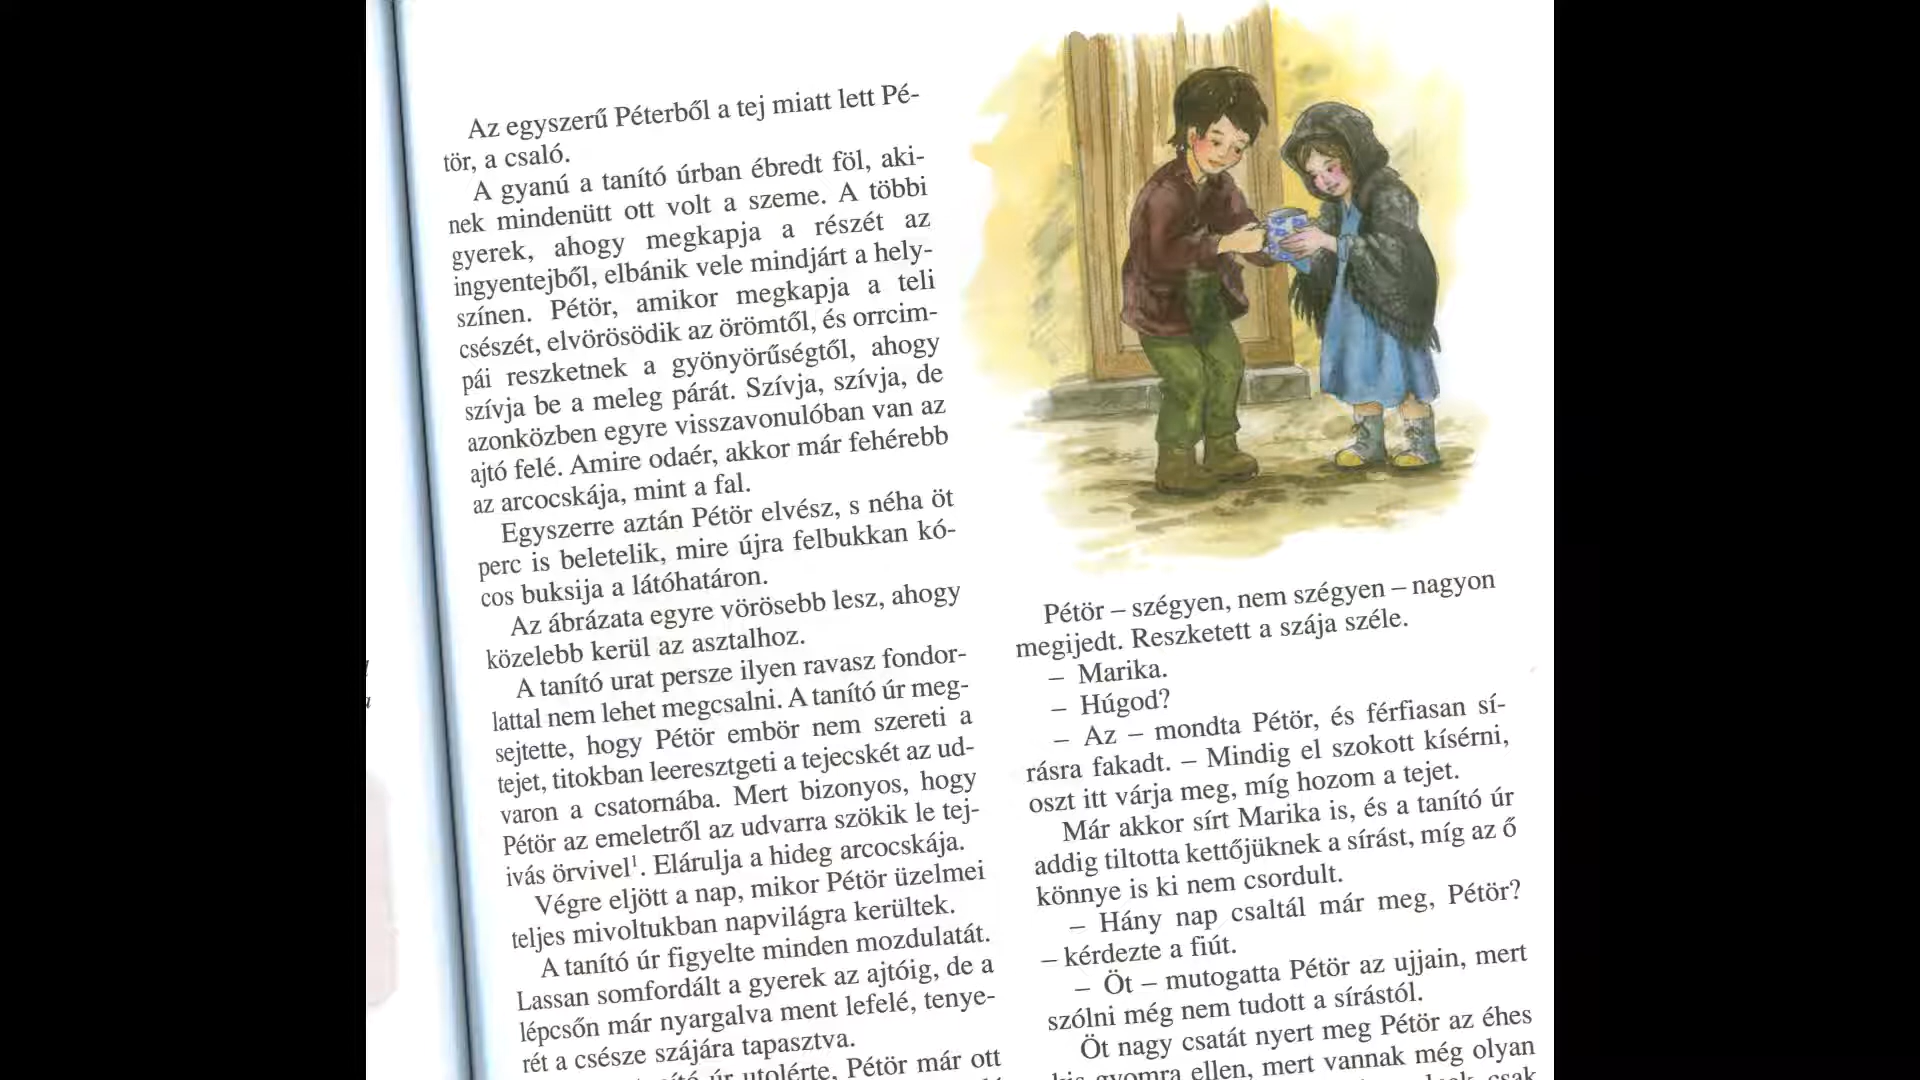 Az egyszerű Péterből a tej miatt lett Pé-
tör, a csaló.
A gyanú a tanító úrban ébredt föl, aki-
nek mindenütt ott volt a szeme. A többi
gyerek, ahogy megkapja a részét az
ingyentejből, elbánik vele mindjárt a hely-
színen. Pétör, amikor megkapja a teli
csészét, elvörösödik az örömtől, és orrcim-
pái reszketnek a gyönyörűségtől, ahogy
szívja be a meleg párát. Szívja, szívja, de
azonközben egyre visszavonulóban van az
ajtó felé. Amire odaér, akkor már fehérebb
az arcocskája, mint a fal.
Egyszerre aztán Pétör elvész, s néha öt
perc is beletelik, mire újra felbukkan kó-
cos buksija a látóhatáron.
Az ábrázata egyre vörösebb lesz, ahogy
közelebb kerül az asztalhoz.
A tanító urat persze ilyen ravasz fondor-
lattal nem lehet megcsalni. A tanító úr meg-
sejtette, hogy Pétör embör nem szereti a
tejet, titokban leeresztgeti a tejecskét az ud-
varon a csatornába. Mert bizonyos, hogy
Pétör az emeletről az udvarra szökik le tej-
ivás örvivel¹. Elárulja a hideg arcocskája.
Végre eljött a nap, mikor Pétör üzelmei
teljes mivoltukban napvilágra kerültek.
A tanító úr figyelte minden mozdulatát.
Lassan somfordált a gyerek az ajtóig, de a
lépcsőn már nyargalva ment lefelé, tenye-
rét a csésze szájára tapasztva.
úr utolérte, Pétör már ott
Pétör – szégyen, nem szégyen – nagyon
megijedt. Reszketett a szája széle.
– Marika.
– Húgod?
– Az – mondta Pétör, és férfiasan sí-
rásra fakadt. – Mindig el szokott kísérni,
oszt itt várja meg, míg hozom a tejet.
Már akkor sírt Marika is, és a tanító úr
addig tiltotta kettőjüknek a sírást, míg az ő
könnye is ki nem csordult.
– Hány nap csaltál már meg, Pétör?
– kérdezte a fiút.
– Öt – mutogatta Pétör az ujjain, mert
szólni még nem tudott a sírástól.
Öt nagy csatát nyert meg Pétör az éhes
gyomra ellen, mert vannak még olyan
csak